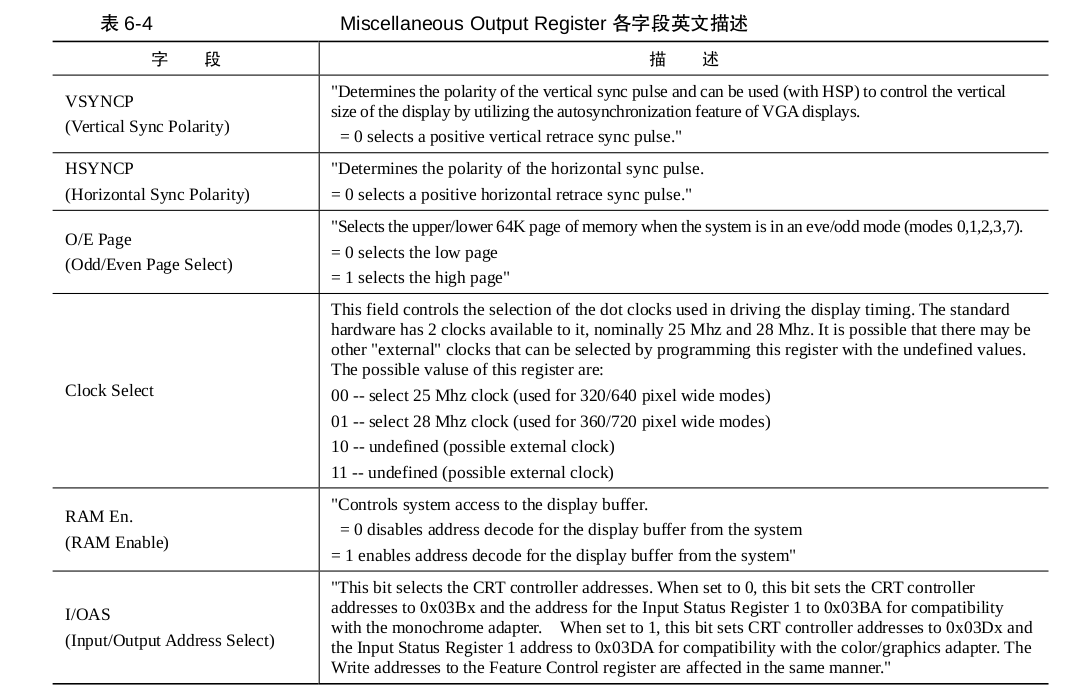 表 6-4 Miscellaneous Output Register 各字段英文描述
字 段 描 述
VSYNCP
(Vertical Sync Polarity)
"Determines the polarity of the vertical sync pulse and can be used (with HSP) to control the vertical
size of the display by utilizing the autosynchronization feature of VGA displays.
= 0 selects a positive vertical retrace sync pulse."
HSYNCP
(Horizontal Sync Polarity)
"Determines the polarity of the horizontal sync pulse.
= 0 selects a positive horizontal retrace sync pulse."
O/E Page
(Odd/Even Page Select)
"Selects the upper/lower 64K page of memory when the system is in an eve/odd mode (modes 0,1,2,3,7).
= 0 selects the low page
= 1 selects the high page"
Clock Select
This field controls the selection of the dot clocks used in driving the display timing. The standard
hardware has 2 clocks available to it, nominally 25 Mhz and 28 Mhz. It is possible that there may be
other "external" clocks that can be selected by programming this register with the undefined values.
The possible valuse of this register are:
00 -- select 25 Mhz clock (used for 320/640 pixel wide modes)
01 -- select 28 Mhz clock (used for 360/720 pixel wide modes)
10 -- undefined (possible external clock)
11 -- undefined (possible external clock)
RAM En.
(RAM Enable)
"Controls system access to the display buffer.
= 0 disables address decode for the display buffer from the system
= 1 enables address decode for the display buffer from the system"
I/OAS
(Input/Output Address Select)
"This bit selects the CRT controller addresses. When set to 0, this bit sets the CRT controller
addresses to 0x03Bx and the address for the Input Status Register 1 to 0x03BA for compatibility
with the monochrome adapter. When set to 1, this bit sets CRT controller addresses to 0x03Dx and
the Input Status Register 1 address to 0x03DA for compatibility with the color/graphics adapter. The
Write addresses to the Feature Control register are affected in the same manner."